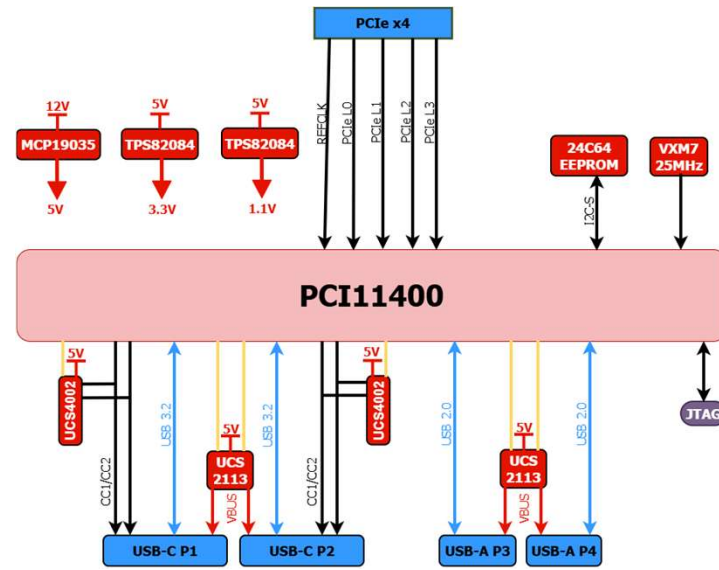 PCIe x4
12V
MCP19035
5V
5V
TPS82084
3.3V
5V
TPS82084
1.1V
REFCLK
PCIe L0
PCIe L1
PCIe L2
PCIe L3
24C64
EEPROM
I2C-S
VXM7
25MHz
PCI11400
5V
UCS4002
CC1/CC2
USB 3.2
5V
UCS
2113
VBUS
USB 3.2
CC1/CC2
5V
UCS4002
USB 2.0
5V
UCS
2113
VBUS
USB 2.0
JTAG
USB-C P1
USB-C P2
USB-A P3
USB-A P4